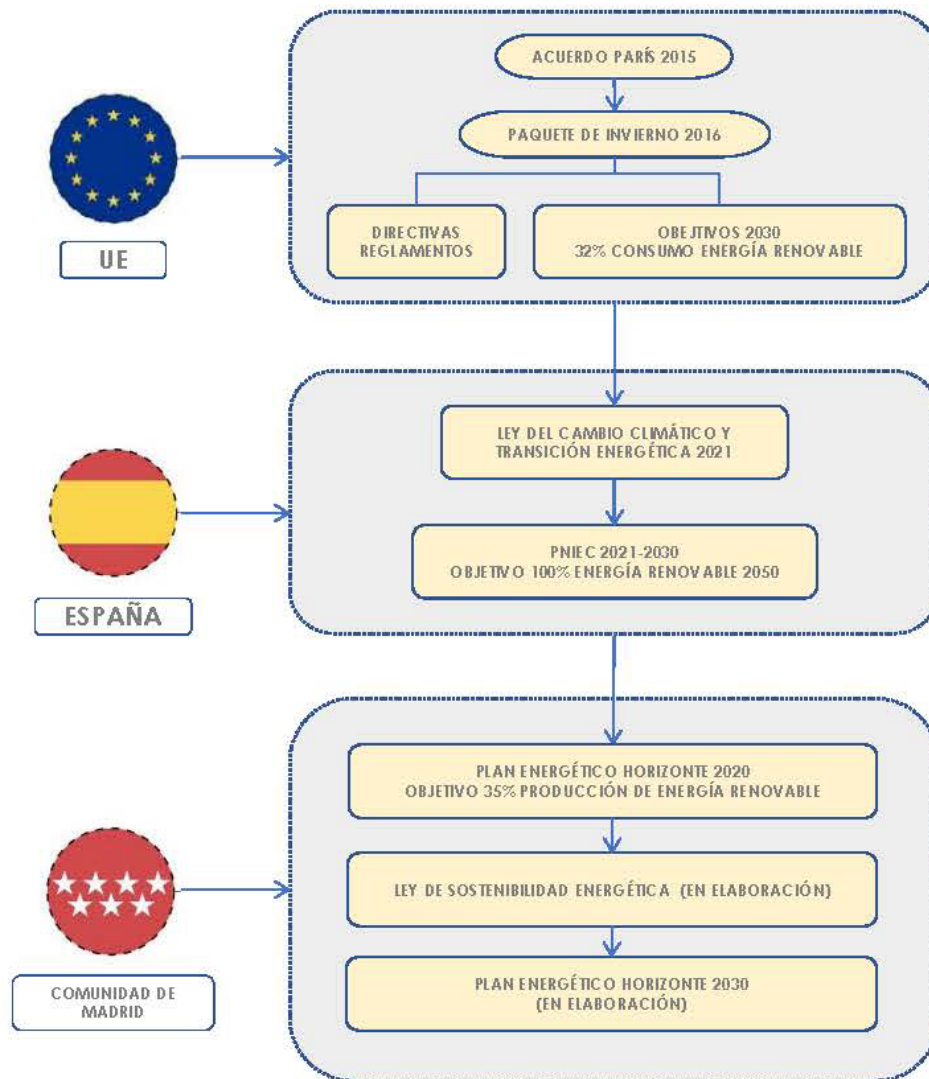 ACUERDO PARÍS 2015
PAQUETE DE INVIERNO 2016
DIRECTIVAS
REGLAMENTOS
OBEJTIVOS 2030
32% CONSUMO ENERGÍA RENOVABLE
UE
LEY DEL CAMBIO CLIMÁTICO Y
TRANSICIÓN ENERGÉTICA 2021
PNIEC 2021-2030
OBJETIVO 100% ENERGÍA RENOVABLE 2050
ESPAÑA
PLAN ENERGÉTICO HORIZONTE 2020
OBJETIVO 35% PRODUCCIÓN DE ENERGÍA RENOVABLE
LEY DE SOSTENIBILIDAD ENERGÉTICA (EN ELABORACIÓN)
PLAN ENERGÉTICO HORIZONTE 2030
(EN ELABORACIÓN)
COMUNIDAD DE
MADRID